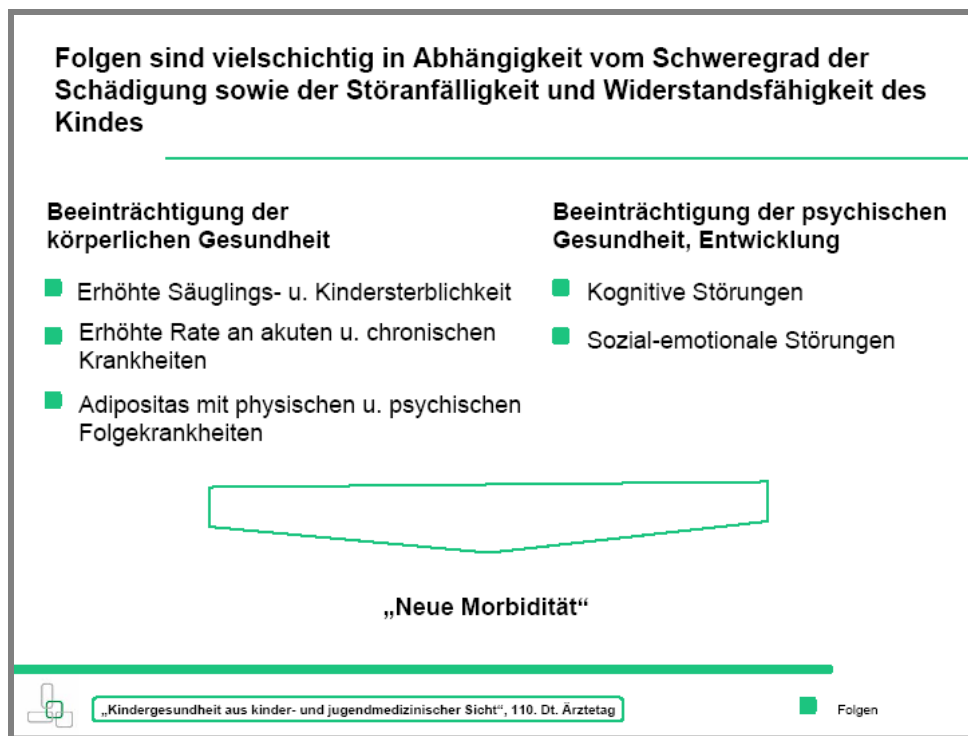 Folgen sind vielschichtig in Abhängigkeit vom Schweregrad der
Schädigung sowie der Störanfälligkeit und Widerstandsfähigkeit des
Kindes
Beeinträchtigung der
körperlichen Gesundheit
Erhöhte Säuglings- u. Kindersterblichkeit
Erhöhte Rate an akuten u. chronischen
Krankheiten
Adipositas mit physischen u. psychischen
Folgekrankheiten
Beeinträchtigung der psychischen
Gesundheit, Entwicklung
Kognitive Störungen
Sozial-emotionale Störungen
„Neue Morbidität“
„Kindergesundheit aus kinder- und jugendmedizinischer Sicht“, 110. Dt. Ärztetag
Folgen